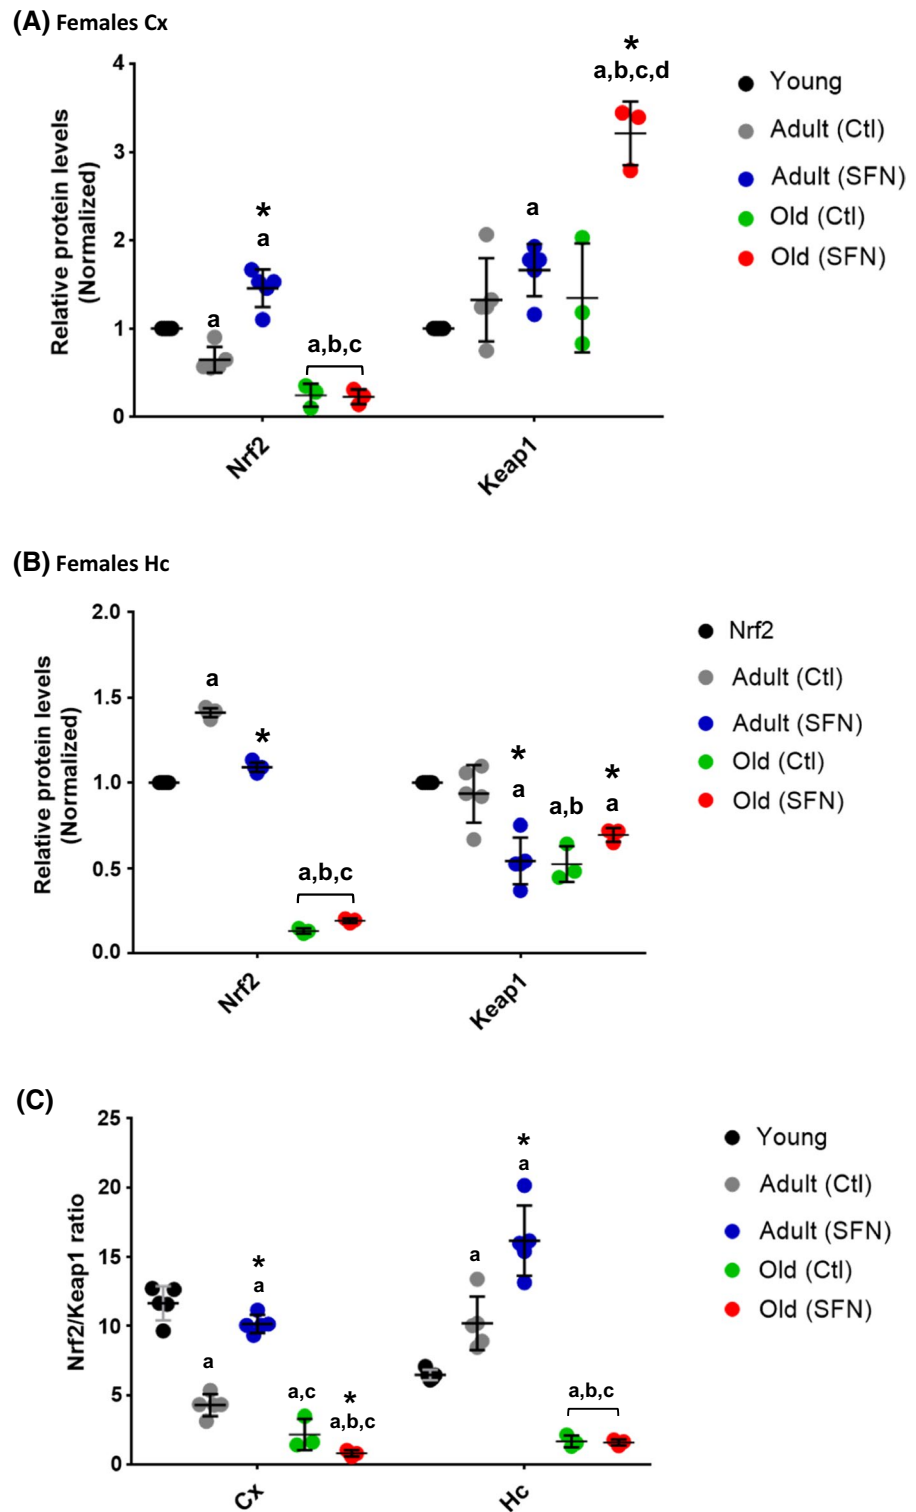 (A) Females Cx
Relative protein levels
(Normalized)
4
3
2
1
0
a
*
a
a,b,c
a
*
a,b,c,d
Nrf2
Keap1
Young
Adult (Ctl)
Adult (SFN)
Old (Ctl)
Old (SFN)
(B) Females Hc
Relative protein levels
(Normalized)
2.0
1.5
1.0
0.5
0.0
a
*
a,b,c
*
a
a,b
*
a
Nrf2
Keap1
Nrf2
Adult (Ctl)
Adult (SFN)
Old (Ctl)
Old (SFN)
(C)
Nrf2/Keap1 ratio
25
20
15
10
5
0
a
*
a
a,c
*
a,b,c
a
*
a
a,b,c
Cx
Hc
Young
Adult (Ctl)
Adult (SFN)
Old (Ctl)
Old (SFN)